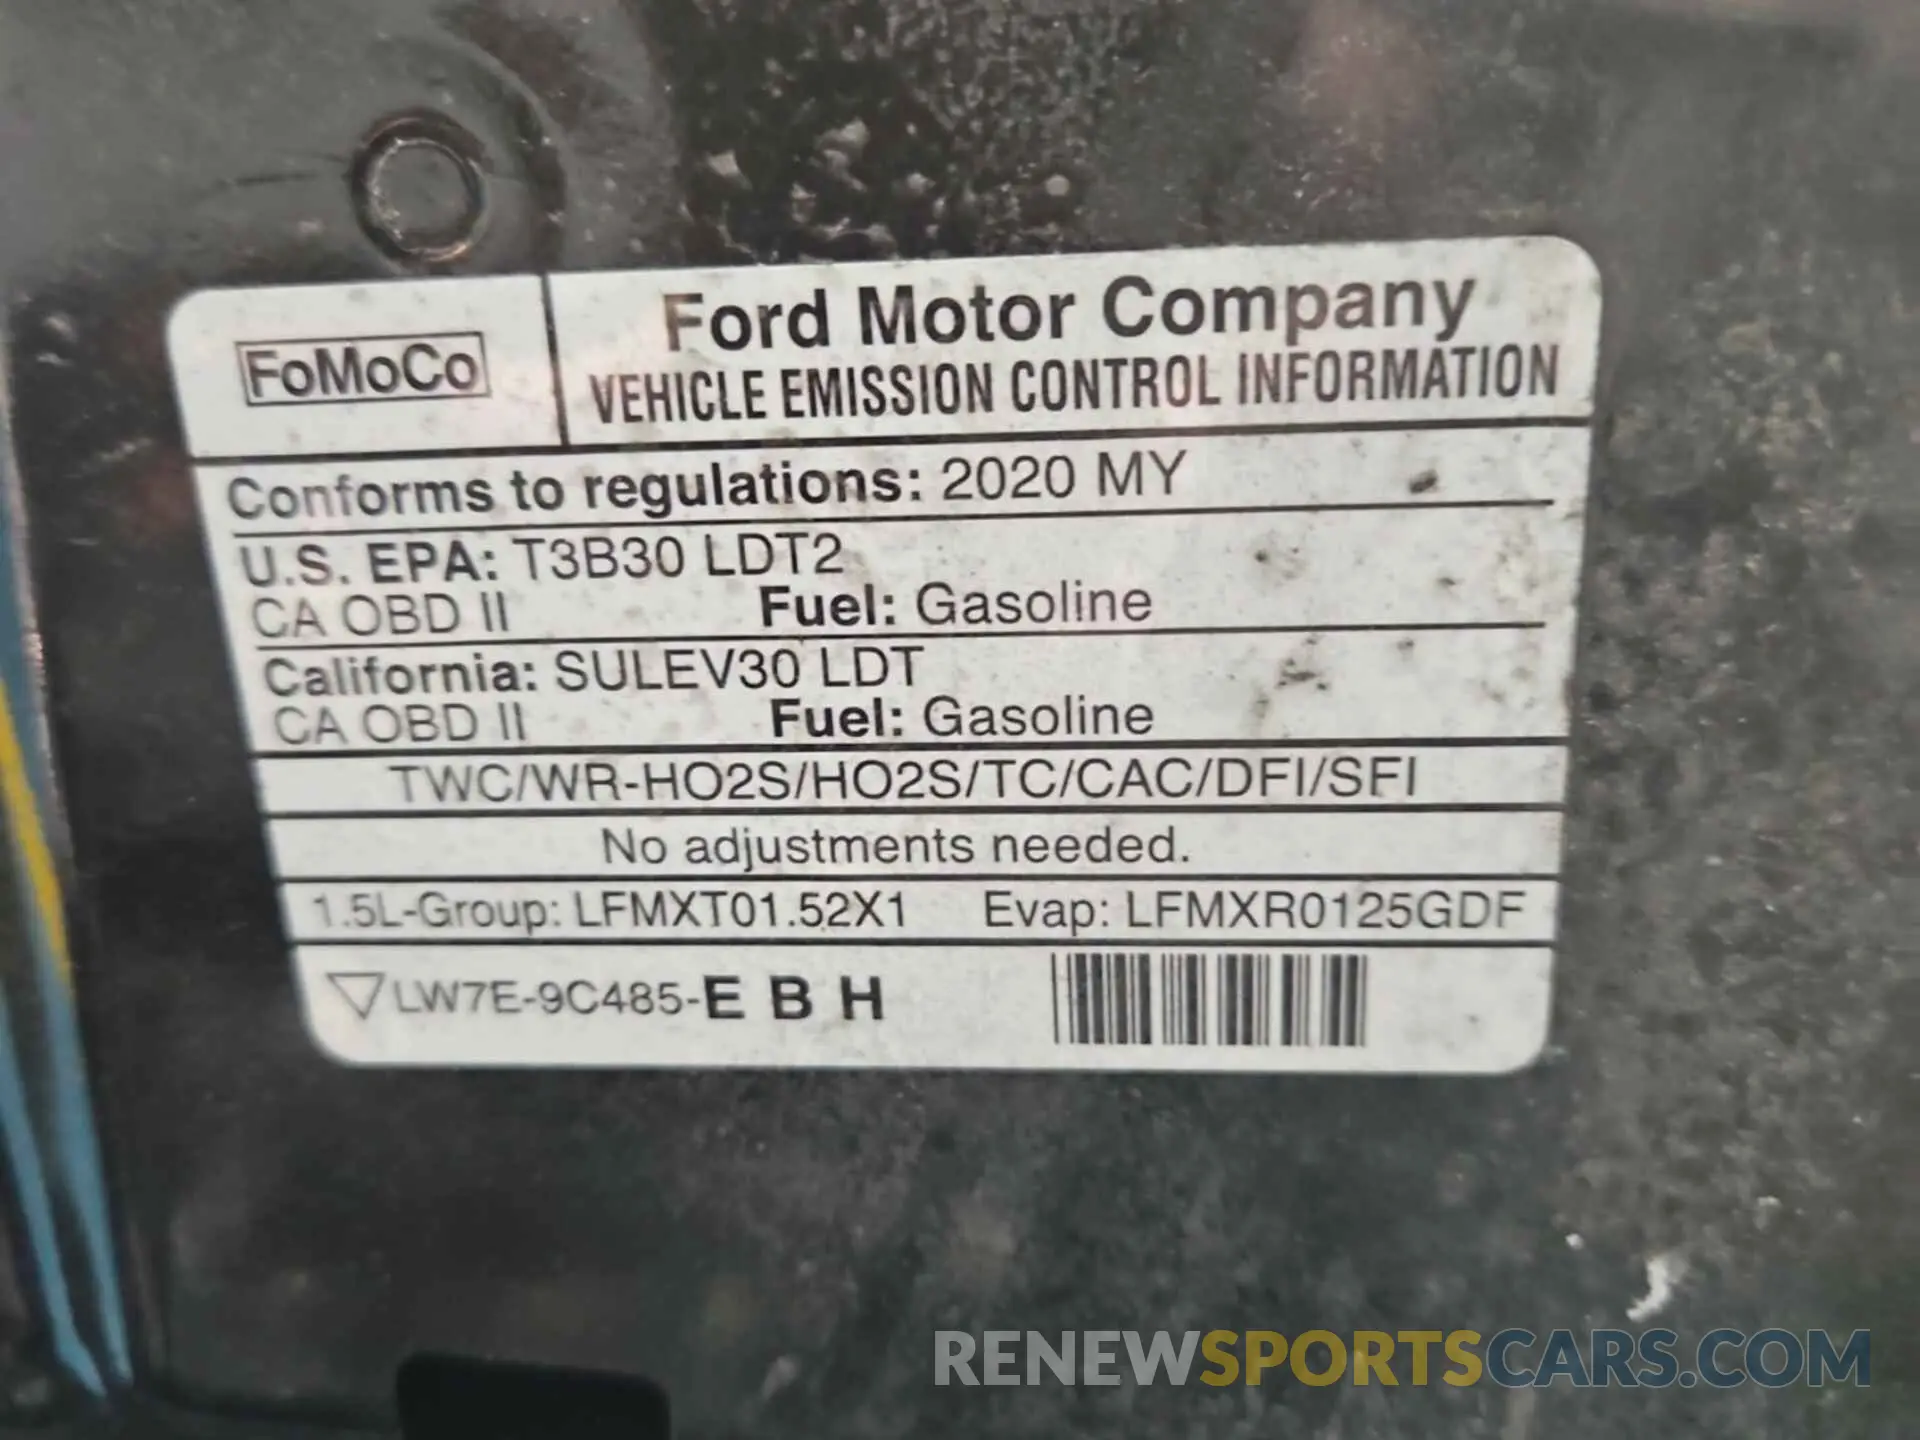 FoMoCo
Ford Motor Company
VEHICLE EMISSION CONTROL INFORMATION
Conforms to regulations: 2020 MY
U.S. EPA: T3B30 LDT2
CA OBD II Fuel: Gasoline
California: SULEV30 LDT
CA OBD II Fuel: Gasoline
TWC/WR-HO2S/HO2S/TC/CAC/DFI/SFI
No adjustments needed.
1.5L-Group: LFMXT01.52X1 Evap: LFMXR0125GDF
▽LW7E-9C485-E B H
RENEWSPORTSCARS.COM